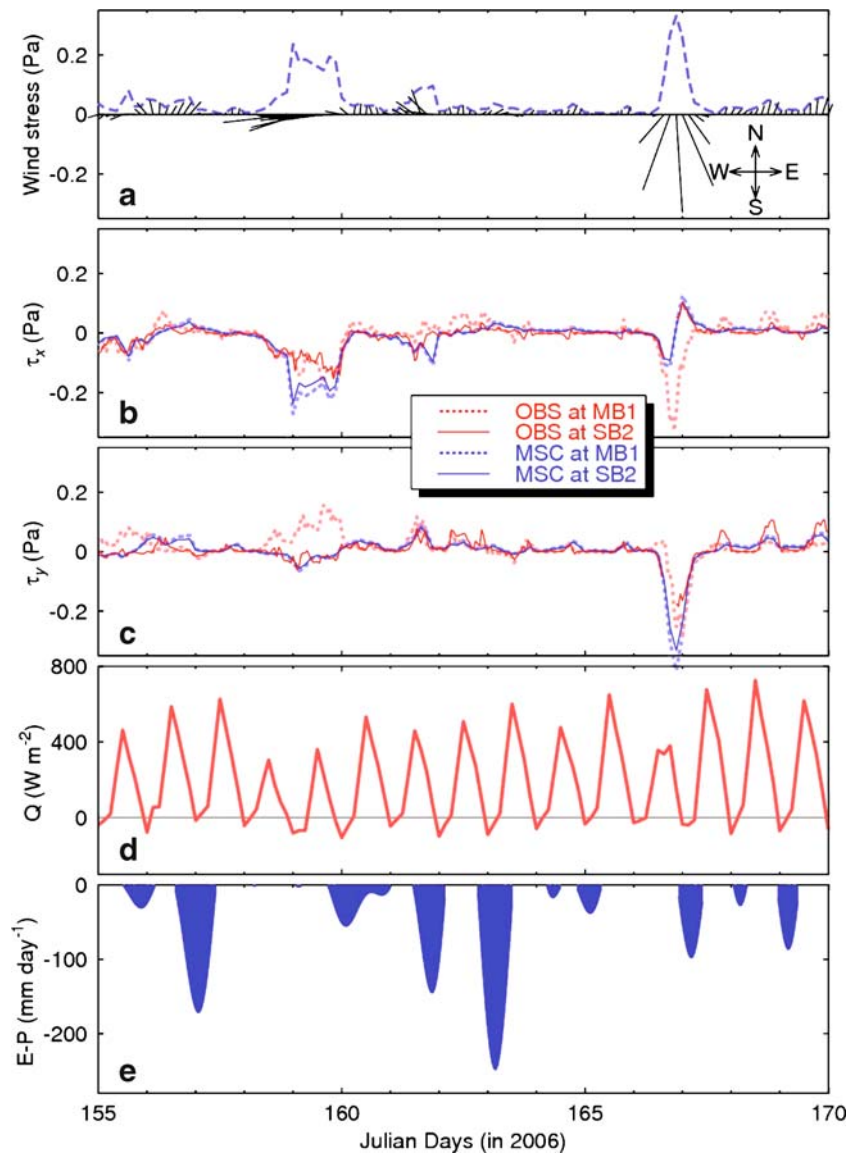 0.2
0
-0.2
Wind stress (Pa)
N
W E
S
a
0.2
0
-0.2
τx (Pa)
b
OBS at MB1
OBS at SB2
MSC at MB1
MSC at SB2
0.2
0
-0.2
τy (Pa)
c
800
400
0
Q (W m-2)
d
0
-100
-200
E-P (mm day-1)
e
155 160 165 170
Julian Days (in 2006)